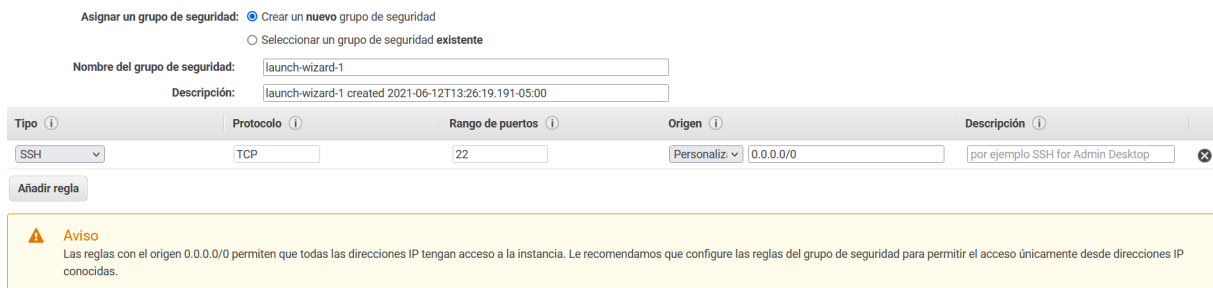 Asignar un grupo de seguridad: Crear un nuevo grupo de seguridad
Seleccionar un grupo de seguridad existente
Nombre del grupo de seguridad: launch-wizard-1
Descripción: launch-wizard-1 created 2021-06-12T13:26:19.191-05:00
Tipo i Protocolo i Rango de puertos i Origen i Descripción i
SSH TCP 22 Personaliz 0.0.0.0/0 por ejemplo SSH for Admin Desktop
Añadir regla
Aviso
Las reglas con el origen 0.0.0.0/0 permiten que todas las direcciones IP tengan acceso a la instancia. Le recomendamos que configure las reglas del grupo de seguridad para permitir el acceso únicamente desde direcciones IP
conocidas.